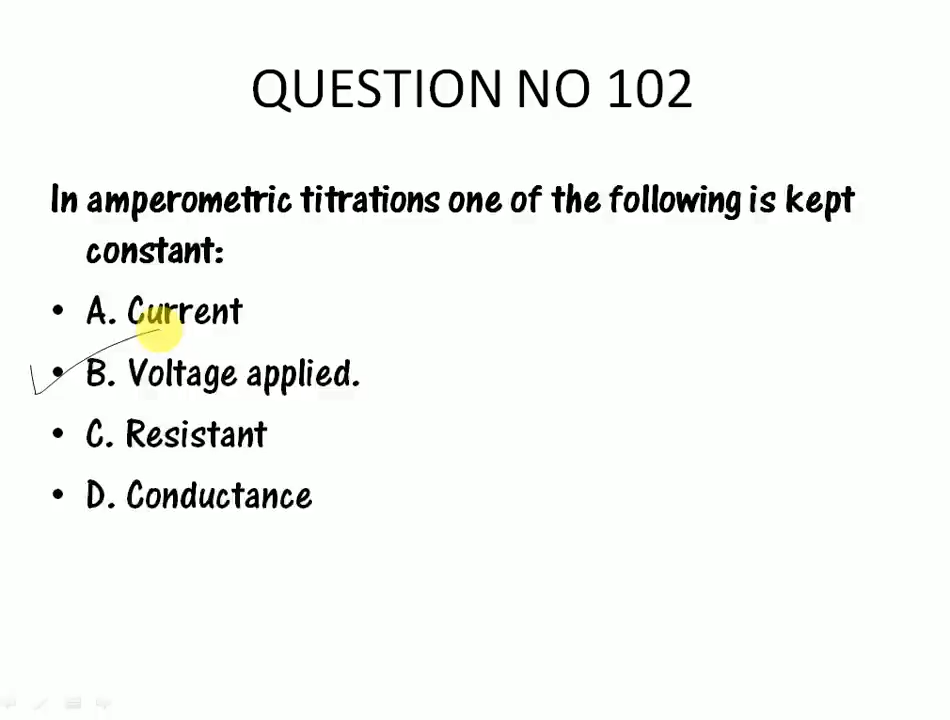 QUESTION NO 102
In amperometric titrations one of the following is kept
constant:
• A. Current
• B. Voltage applied.
• C. Resistant
• D. Conductance